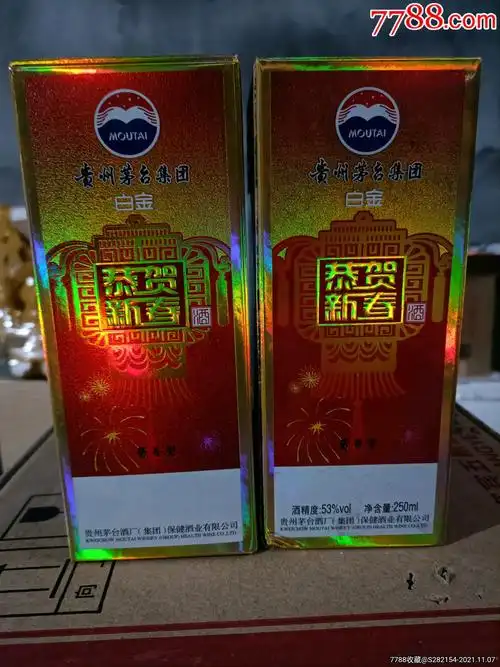 7788.com
MOUTAI
贵州茅台集团
白金
恭贺
新春
酒
贵州茅台酒厂(集团)保健酒业有限公司
KWEICHOW MOUTAI WINERY (GROUP) HEALTH WINE CO.,LTD.
MOUTAI
贵州茅台集团
白金
恭贺
新春
酒
酒精度:53%vol 净含量:250ml
贵州茅台酒厂(集团)保健酒业有限公司
KWEICHOW MOUTAI WINERY (GROUP) HEALTH WINE CO.,LTD.
向
7788收藏@S282154-2021.11.07